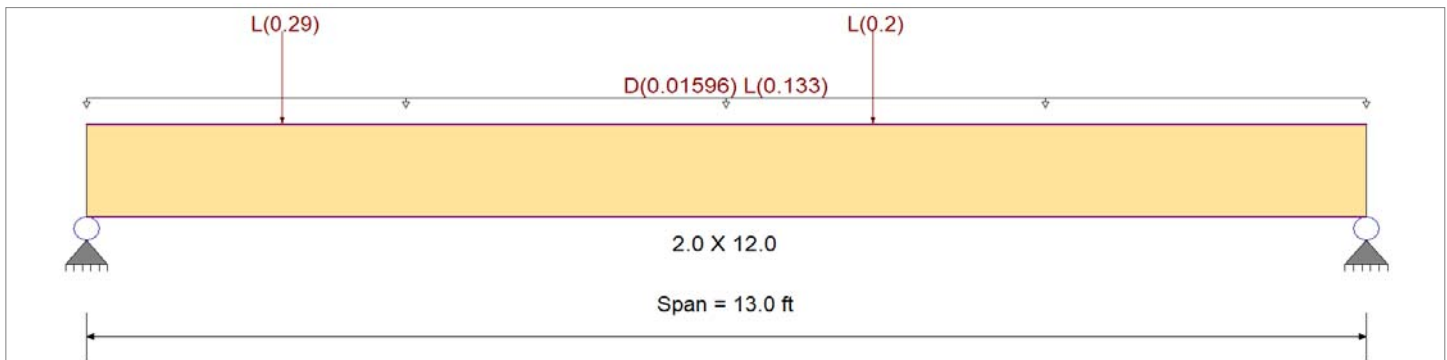 L(0.29) L(0.2)
D(0.01596) L(0.133)
2.0 X 12.0
Span = 13.0 ft